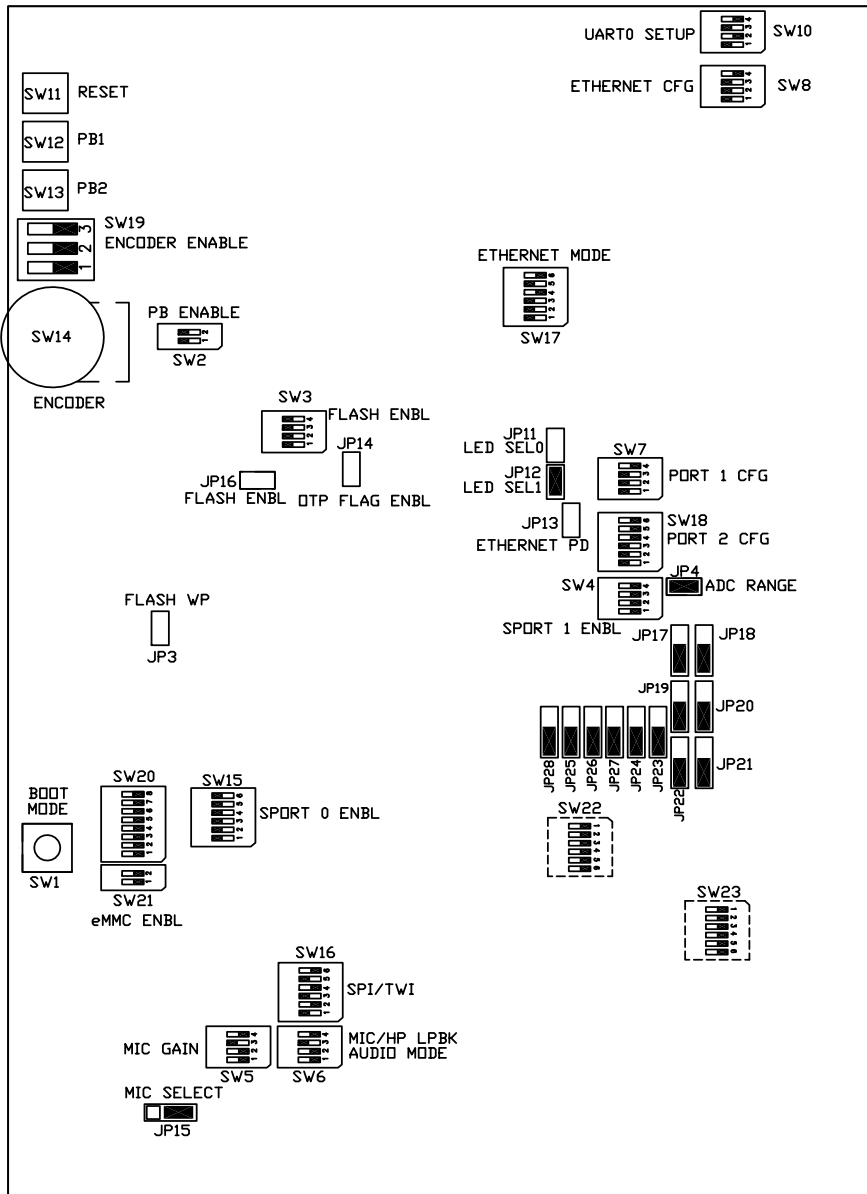 UART0 SETUP
SW10
ETHERNET CFG
SW8
SW11 RESET
SW12 PB1
SW13 PB2
SW19
ENCODER ENABLE
3
2
1
ETHERNET MODE
SW17
SW14
ENCODER
PB ENABLE
SW2
SW3
FLASH ENBL
JP14
JP16
FLASH ENBL
OTP FLAG ENBL
JP11
LED SEL0
JP12
LED SEL1
JP13
ETHERNET PD
SW7
PORT 1 CFG
SW18
PORT 2 CFG
SW4
JP4
ADC RANGE
SPORT 1 ENBL
FLASH WP
JP3
JP17
JP18
JP19
JP20
JP21
JP22
JP28
JP25
JP26
JP27
JP24
JP23
BOOT
MODE
SW1
SW20
SW21
eMMC ENBL
SW15
SPORT 0 ENBL
SW22
SW23
SW16
SPI/TWI
MIC GAIN
SW5
SW6
MIC/HP LPBK
AUDIO MODE
MIC SELECT
JP15